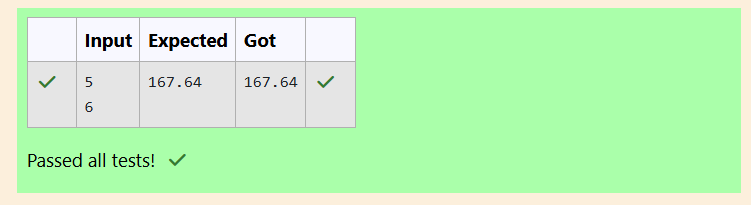 Input Expected Got
5 167.64 167.64
6
Passed all tests!